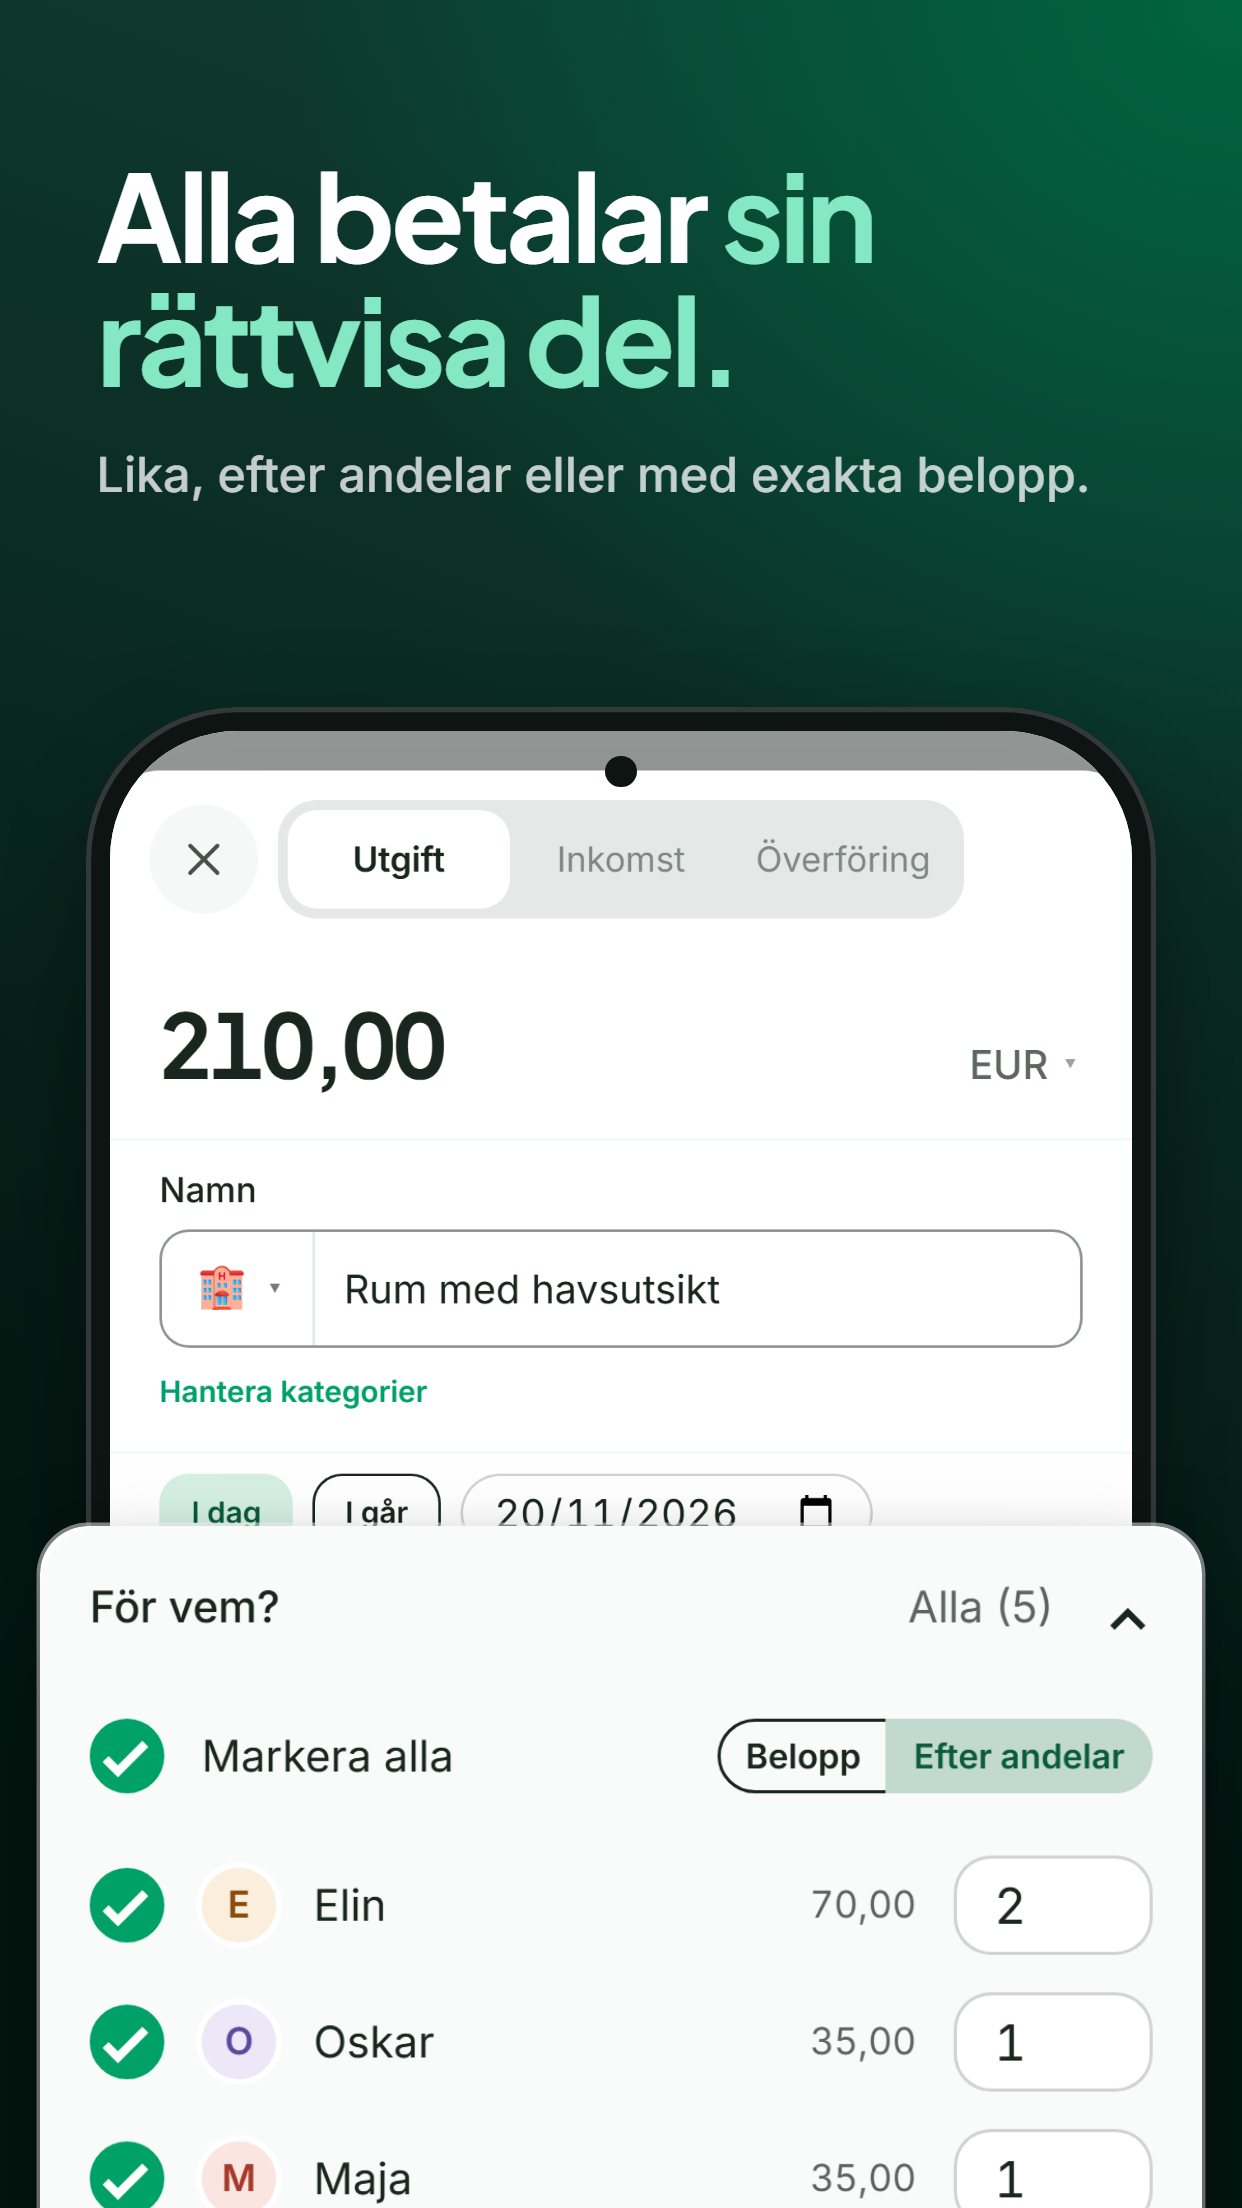 Alla betalar sin
rättvisa del.
Lika, efter andelar eller med exakta belopp.
Utgift Inkomst Överföring
210,00 EUR
Namn
Rum med havsutsikt
Hantera kategorier
I dag I går 20/11/2026
För vem? Alla (5)
Markera alla Belopp Efter andelar
E Elin 70,00 2
O Oskar 35,00 1
M Maja 35,00 1